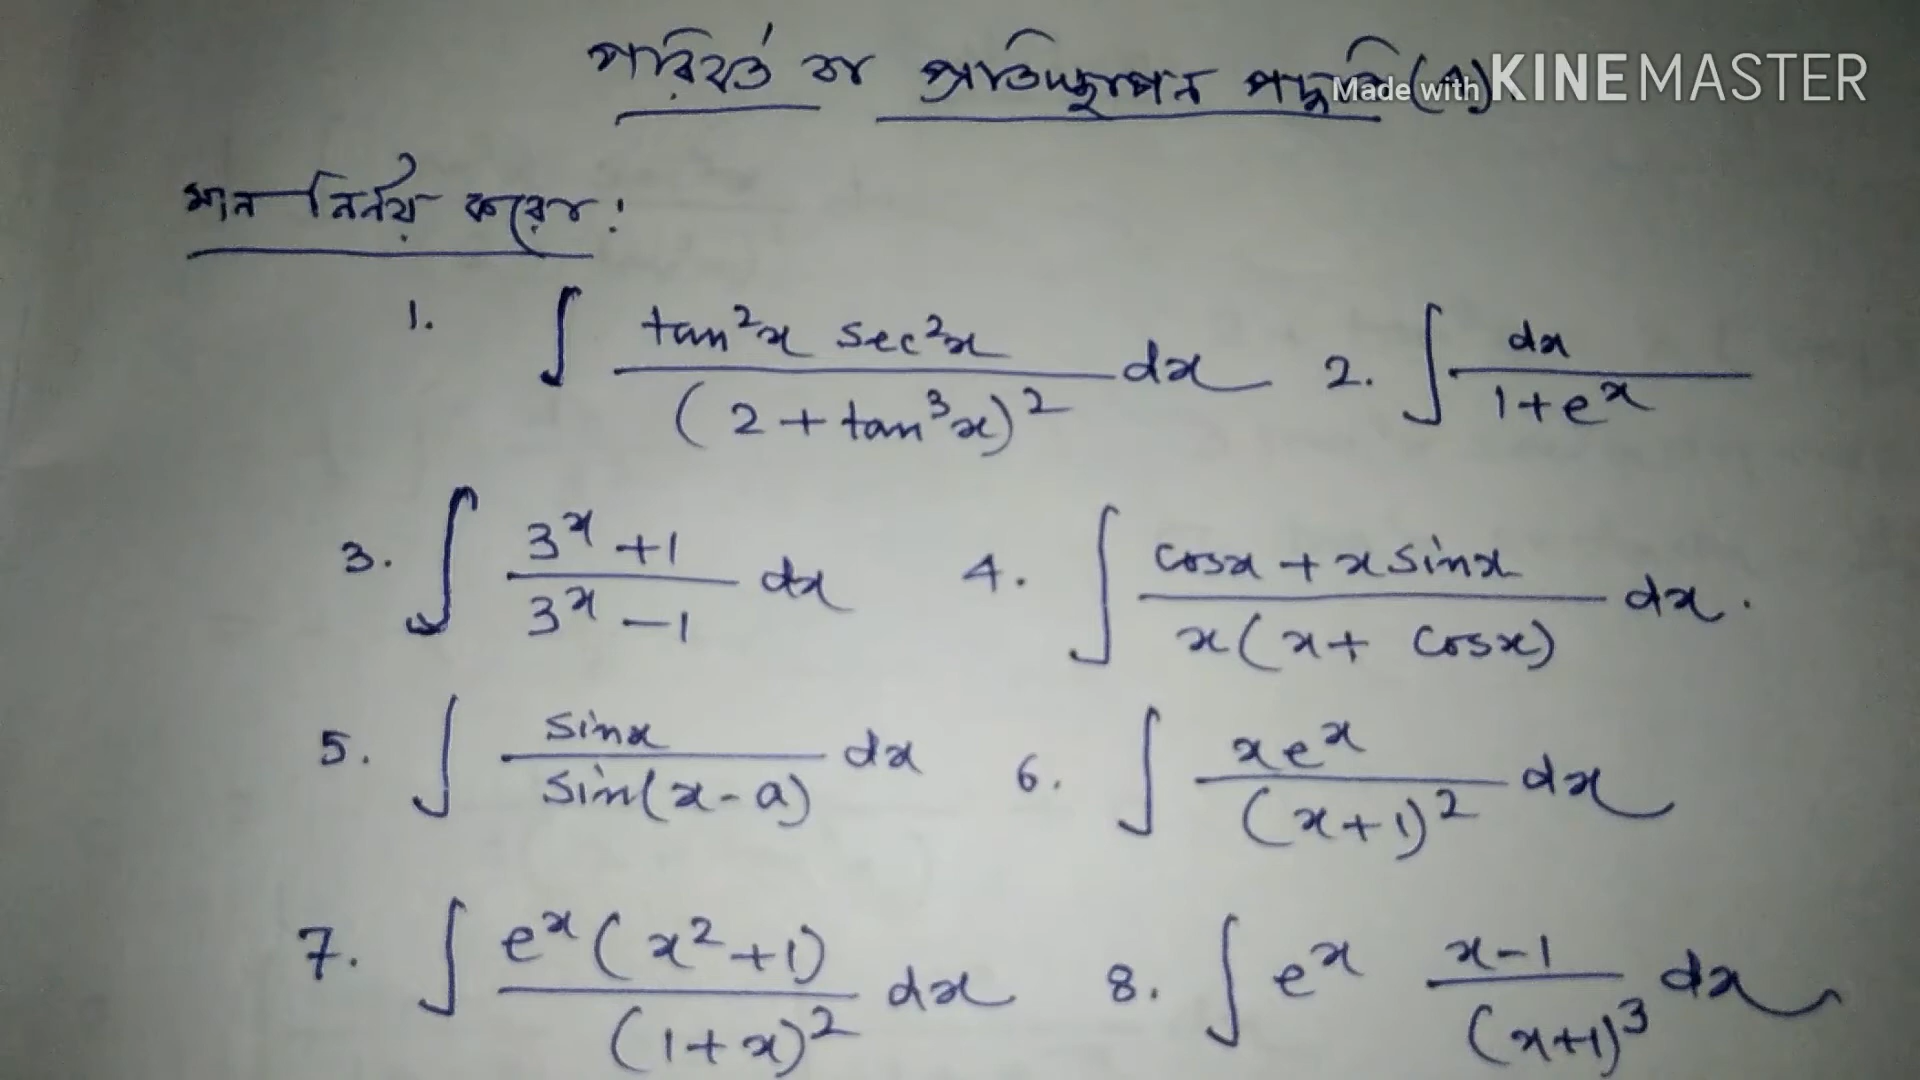 পরিবর্ত বা প্রতিস্থাপন পদ্ধতি (A)
Made with KINEMASTER
মান নির্নয় করো :
1. ∫ tan²x sec²x / (2 + tan³x)² dx 2. ∫ dx / 1+eˣ
3. ∫ 3ˣ +1 / 3ˣ −1 dx 4. ∫ cosx + x sinx / x(x + cosx) dx.
5. ∫ sinx / sin(x−a) dx 6. ∫ xeˣ / (x+1)² dx
7. ∫ eˣ(x²+1) / (1+x)² dx 8. ∫ eˣ x−1 / (x+1)³ dx